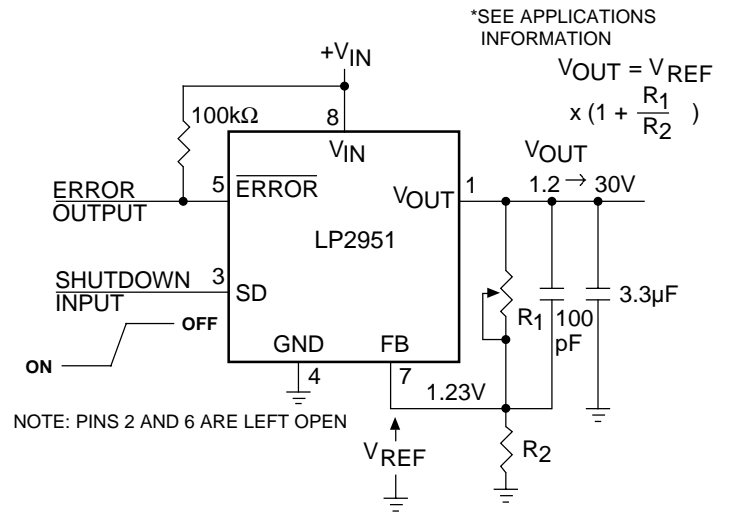 *SEE APPLICATIONS
INFORMATION
+VIN
VOUT = VREF
x (1 + R1/R2 )
100kΩ
8
VIN
VOUT
1.2 → 30V
ERROR
OUTPUT
5
ERROR
VOUT
1
LP2951
SHUTDOWN
INPUT
3
SD
R1
100
pF
3.3µF
OFF
ON
GND
FB
4
7
1.23V
NOTE: PINS 2 AND 6 ARE LEFT OPEN
VREF
R2